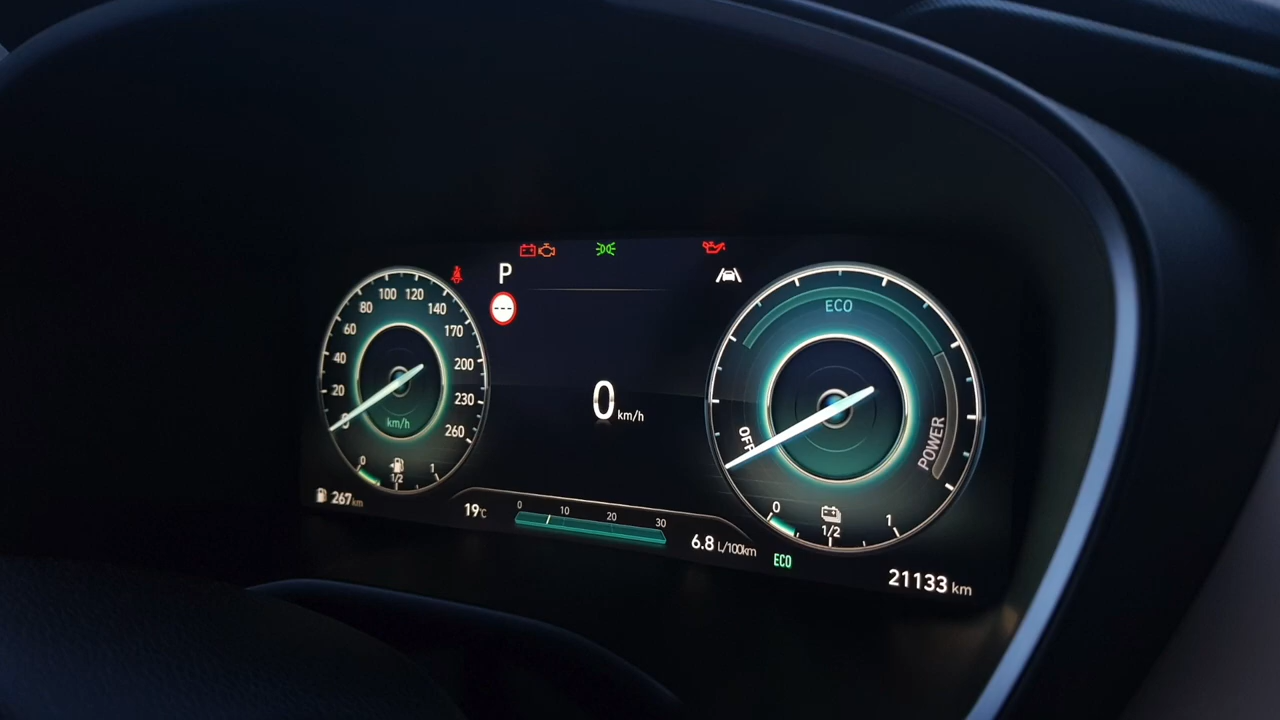 P
100 120
80 140
60 170
40 200
20 230
0 260
km/h
0 1/2 1
267 km
0 km/h
19°C
0 10 20 30
6.8 L/100km
ECO
OFF
POWER
0 1/2 1
ECO
21133 km